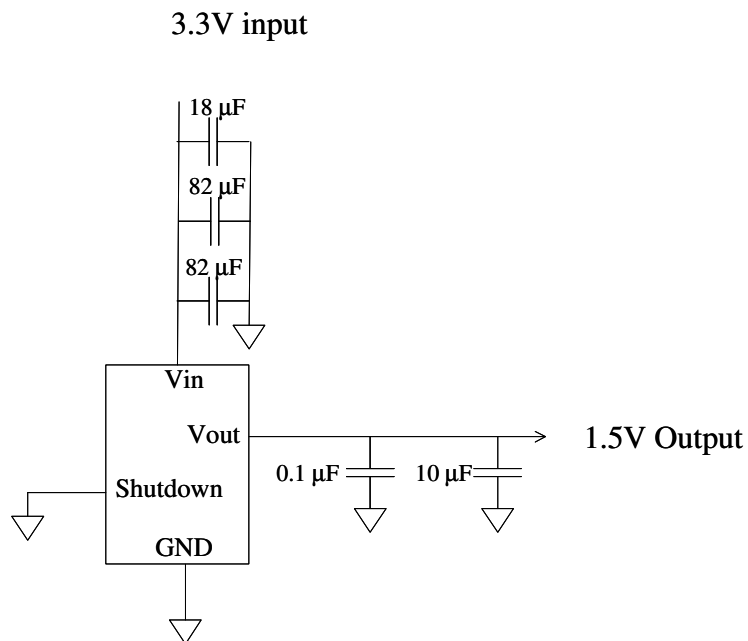 3.3V input
18 μF
82 μF
82 μF
Vin
Vout
1.5V Output
0.1 μF
10 μF
Shutdown
GND